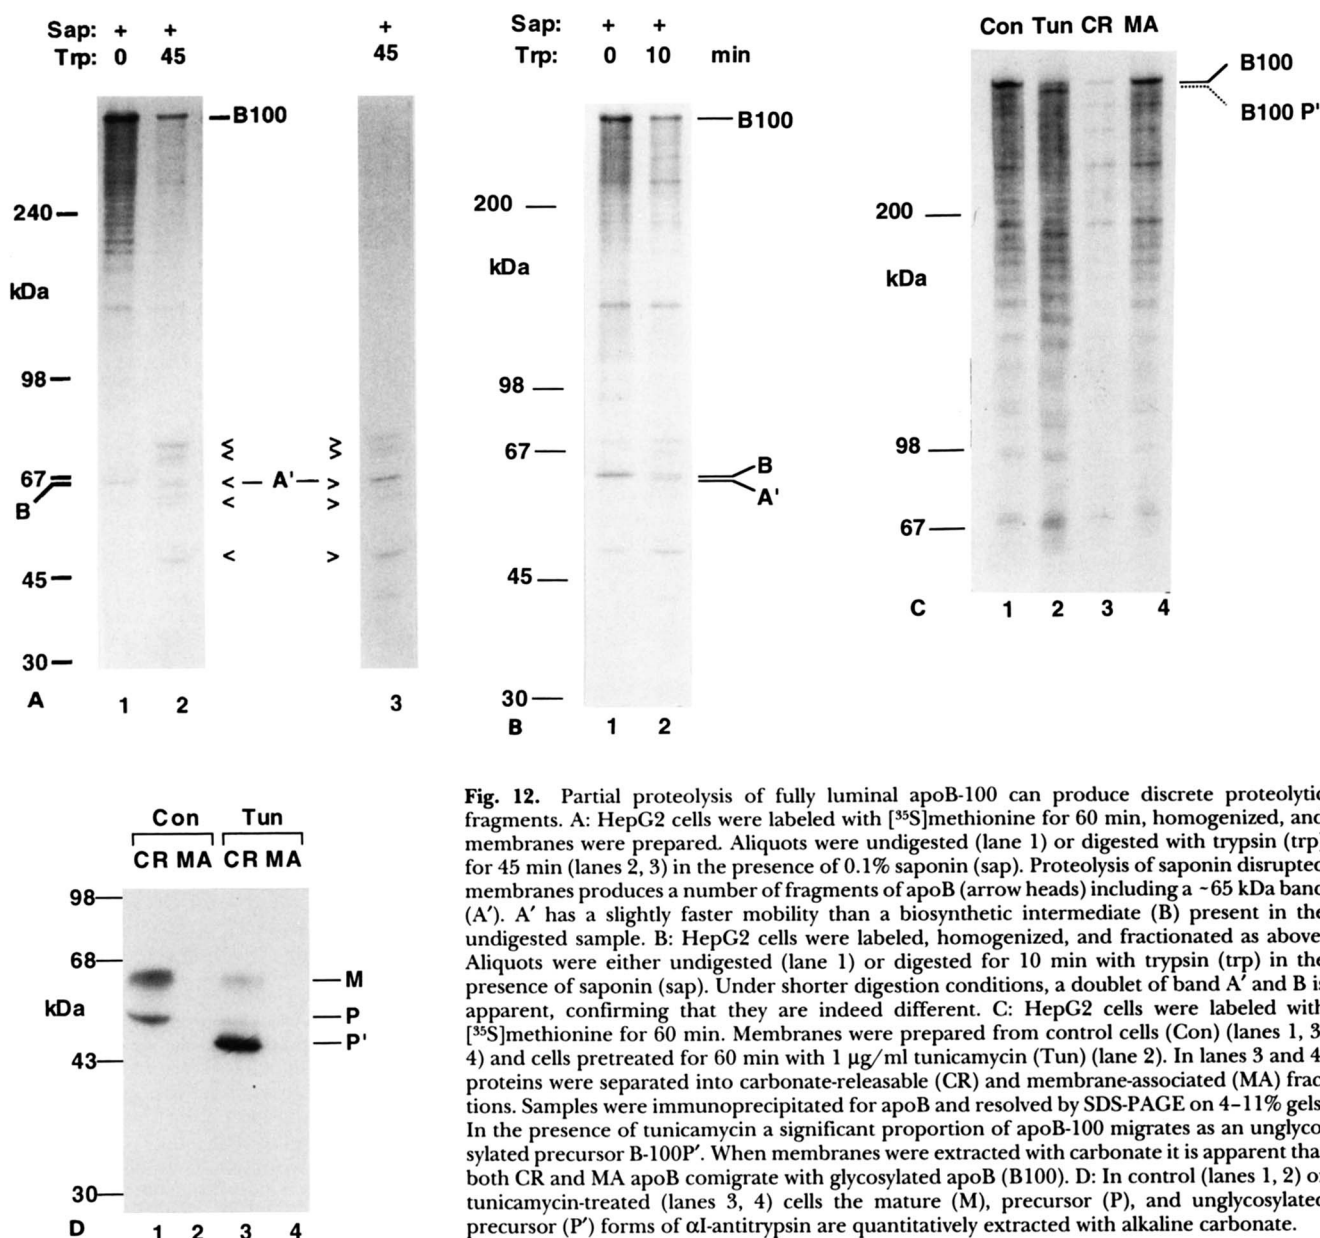 Sap: + +
Trp: 0 45
+
45
B100
240
kDa
98
67
B
A'
45
30
A 1 2 3
Sap: + +
Trp: 0 10 min
B100
200
kDa
98
67
B
A'
45
30
B 1 2
Con Tun CR MA
B100
B100 P'
200
kDa
98
67
C 1 2 3 4
Con Tun
CR MA CR MA
98
68
M
kDa
P
P'
43
30
D 1 2 3 4
Fig. 12. Partial proteolysis of fully luminal apoB-100 can produce discrete proteolytic
fragments. A: HepG2 cells were labeled with [³⁵S]methionine for 60 min, homogenized, and
membranes were prepared. Aliquots were undigested (lane 1) or digested with trypsin (trp)
for 45 min (lanes 2, 3) in the presence of 0.1% saponin (sap). Proteolysis of saponin disrupted
membranes produces a number of fragments of apoB (arrow heads) including a ~65 kDa band
(A′). A′ has a slightly faster mobility than a biosynthetic intermediate (B) present in the
undigested sample. B: HepG2 cells were labeled, homogenized, and fractionated as above
Aliquots were either undigested (lane 1) or digested for 10 min with trypsin (trp) in the
presence of saponin (sap). Under shorter digestion conditions, a doublet of band A′ and B is
apparent, confirming that they are indeed different. C: HepG2 cells were labeled with
[³⁵S]methionine for 60 min. Membranes were prepared from control cells (Con) (lanes 1, 3
4) and cells pretreated for 60 min with 1 μg/ml tunicamycin (Tun) (lane 2). In lanes 3 and 4
proteins were separated into carbonate-releasable (CR) and membrane-associated (MA) frac
tions. Samples were immunoprecipitated for apoB and resolved by SDS-PAGE on 4–11% gels
In the presence of tunicamycin a significant proportion of apoB-100 migrates as an unglyco
sylated precursor B-100P′. When membranes were extracted with carbonate it is apparent tha
both CR and MA apoB comigrate with glycosylated apoB (B100). D: In control (lanes 1, 2) o
tunicamycin-treated (lanes 3, 4) cells the mature (M), precursor (P), and unglycosylated
precursor (P′) forms of αl-antitrypsin are quantitatively extracted with alkaline carbonate.